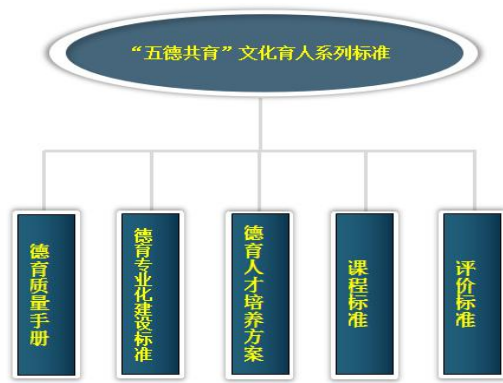 “五德共育”文化育人系列标准
德育质量手册
德育专业化建设标准
德育人才培养方案
课程标准
评价标准